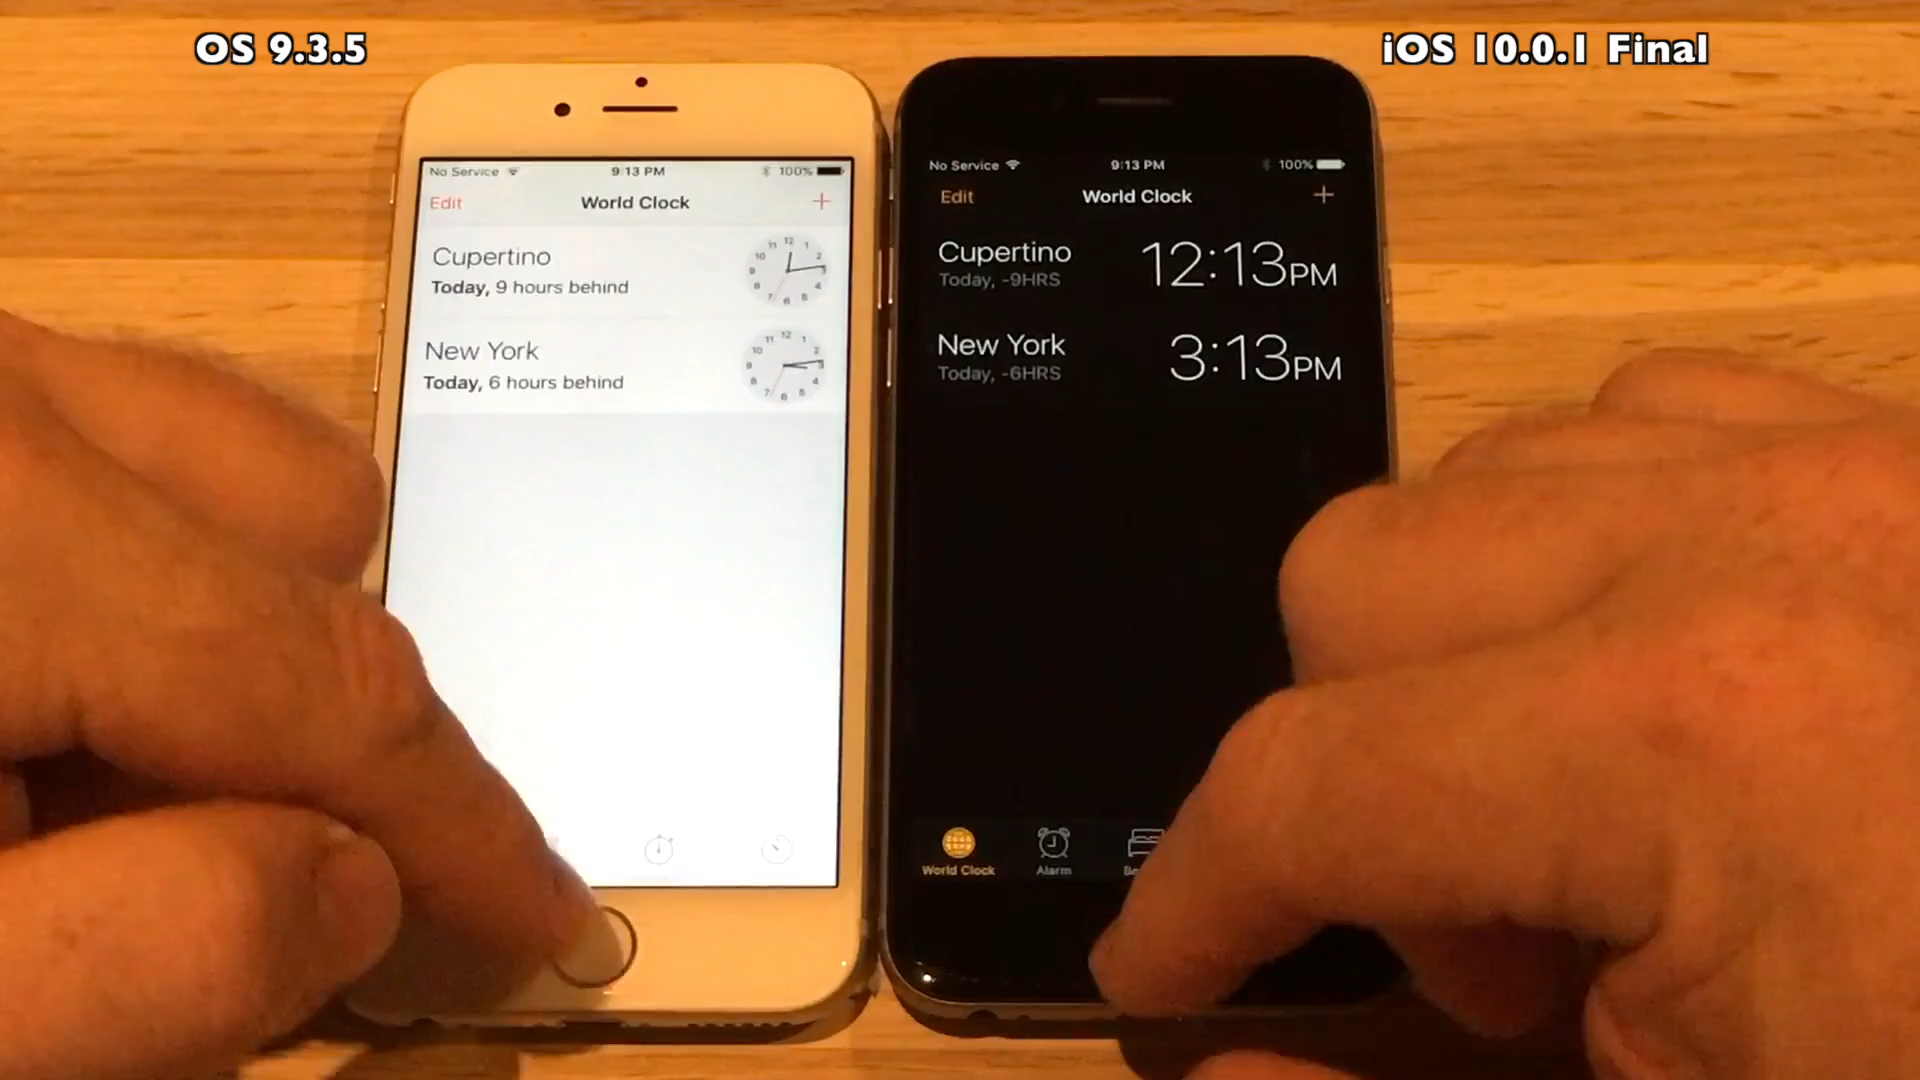 OS 9.3.5
iOS 10.0.1 Final
No Service 9:13 PM 100%
Edit World Clock +
Cupertino
Today, 9 hours behind
New York
Today, 6 hours behind
No Service 9:13 PM 100%
Edit World Clock +
Cupertino 12:13PM
Today, -9HRS
New York 3:13PM
Today, -6HRS
World Clock Alarm